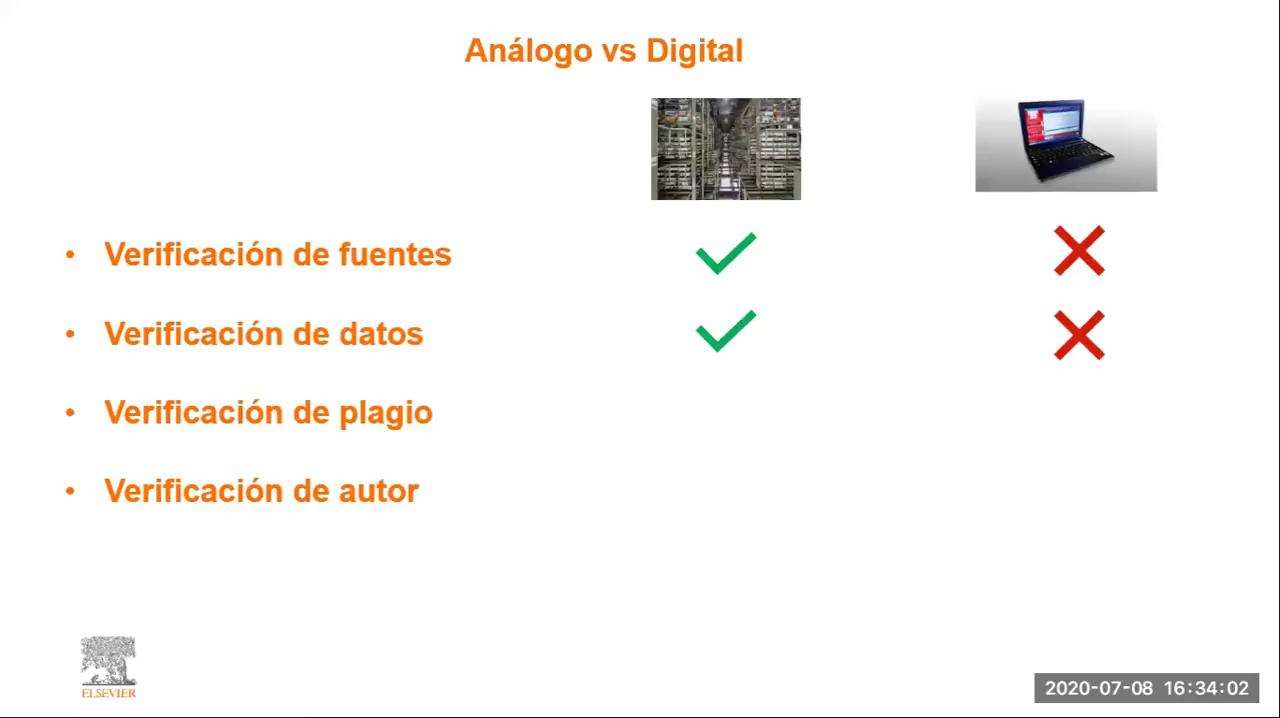 Análogo vs Digital
• Verificación de fuentes
• Verificación de datos
• Verificación de plagio
• Verificación de autor
ELSEVIER
2020-07-08 16:34:02